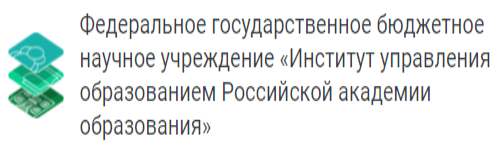 Федеральное государственное бюджетное
научное учреждение «Институт управления
образованием Российской академии
образования»